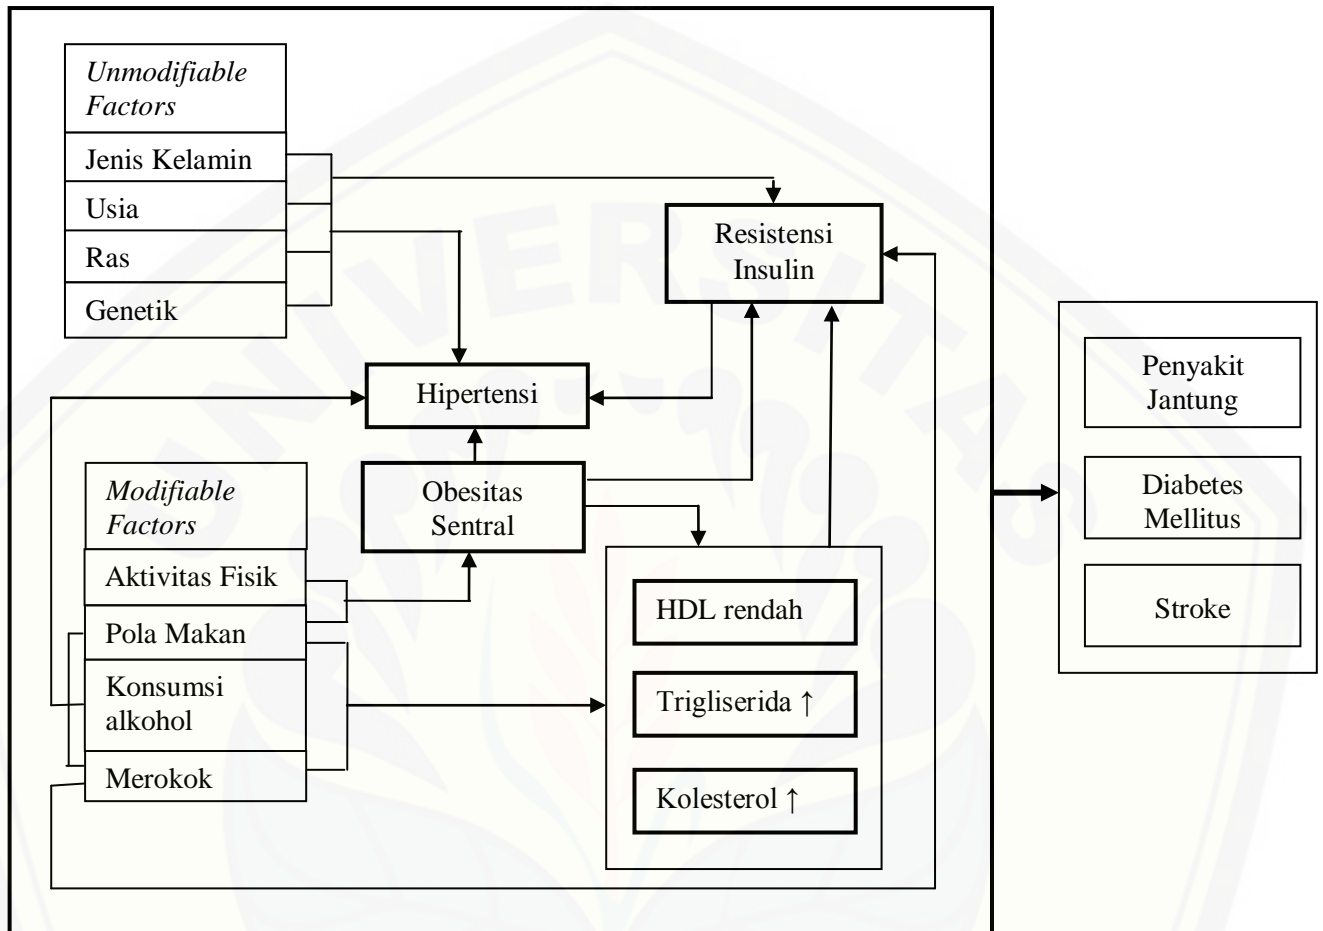 Unmodifiable
Factors
Jenis Kelamin
Usia
Ras
Genetik
Resistensi
Insulin
Hipertensi
Obesitas
Sentral
Modifiable
Factors
Aktivitas Fisik
Pola Makan
Konsumsi
alkohol
Merokok
HDL rendah
Trigliserida ↑
Kolesterol ↑
Penyakit
Jantung
Diabetes
Mellitus
Stroke
UNIVERSITAS